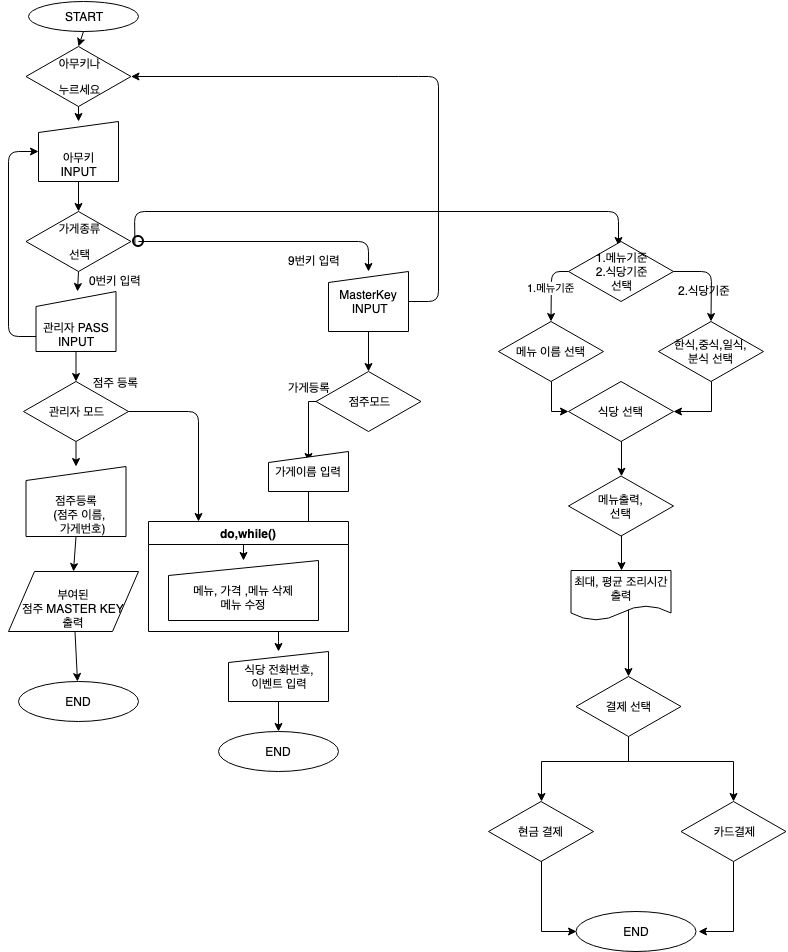 START
아무키나
누르세요
아무키
INPUT
가게종류
선택
0번키 입력
관리자 PASS
INPUT
점주 등록
관리자 모드
점주등록
(점주 이름,
가게번호)
부여된
점주 MASTER KEY
출력
END
9번키 입력
MasterKey
INPUT
가게등록
점주모드
가게이름 입력
do,while()
메뉴, 가격 ,메뉴 삭제
메뉴 수정
식당 전화번호,
이벤트 입력
END
1.메뉴기준
2.식당기준
선택
1.메뉴기준
2.식당기준
메뉴 이름 선택
한식,중식,일식,
분식 선택
식당 선택
메뉴출력,
선택
최대, 평균 조리시간
출력
결제 선택
현금 결제
카드결제
END